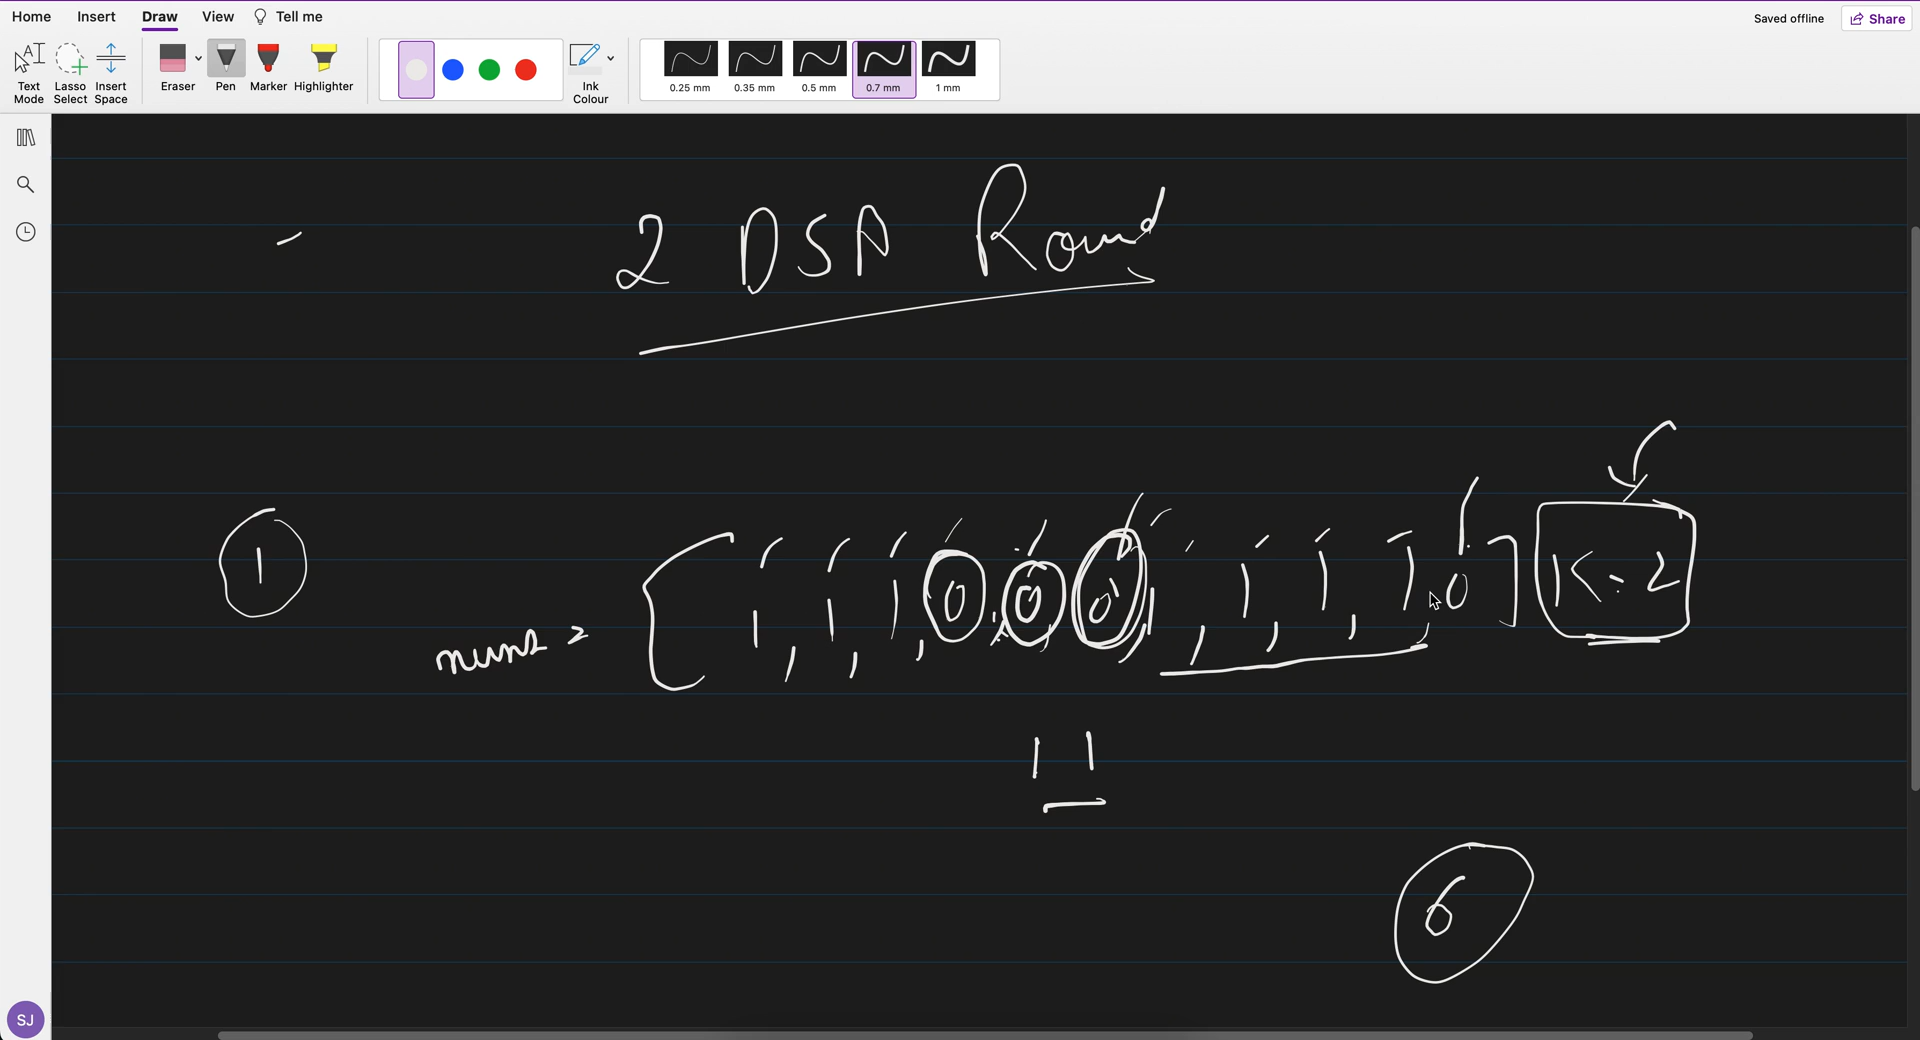 Home Insert Draw View Tell me Saved offline Share
Text Mode Lasso Select Insert Space Eraser Pen Marker Highlighter Ink Colour 0.25 mm 0.35 mm 0.5 mm 0.7 mm 1 mm
2 DSA Round
1
nums = [1, 1, 1, 0, 0, 0, 1, 1, 1, 1, 0] K = 2
1 1
6
SJ